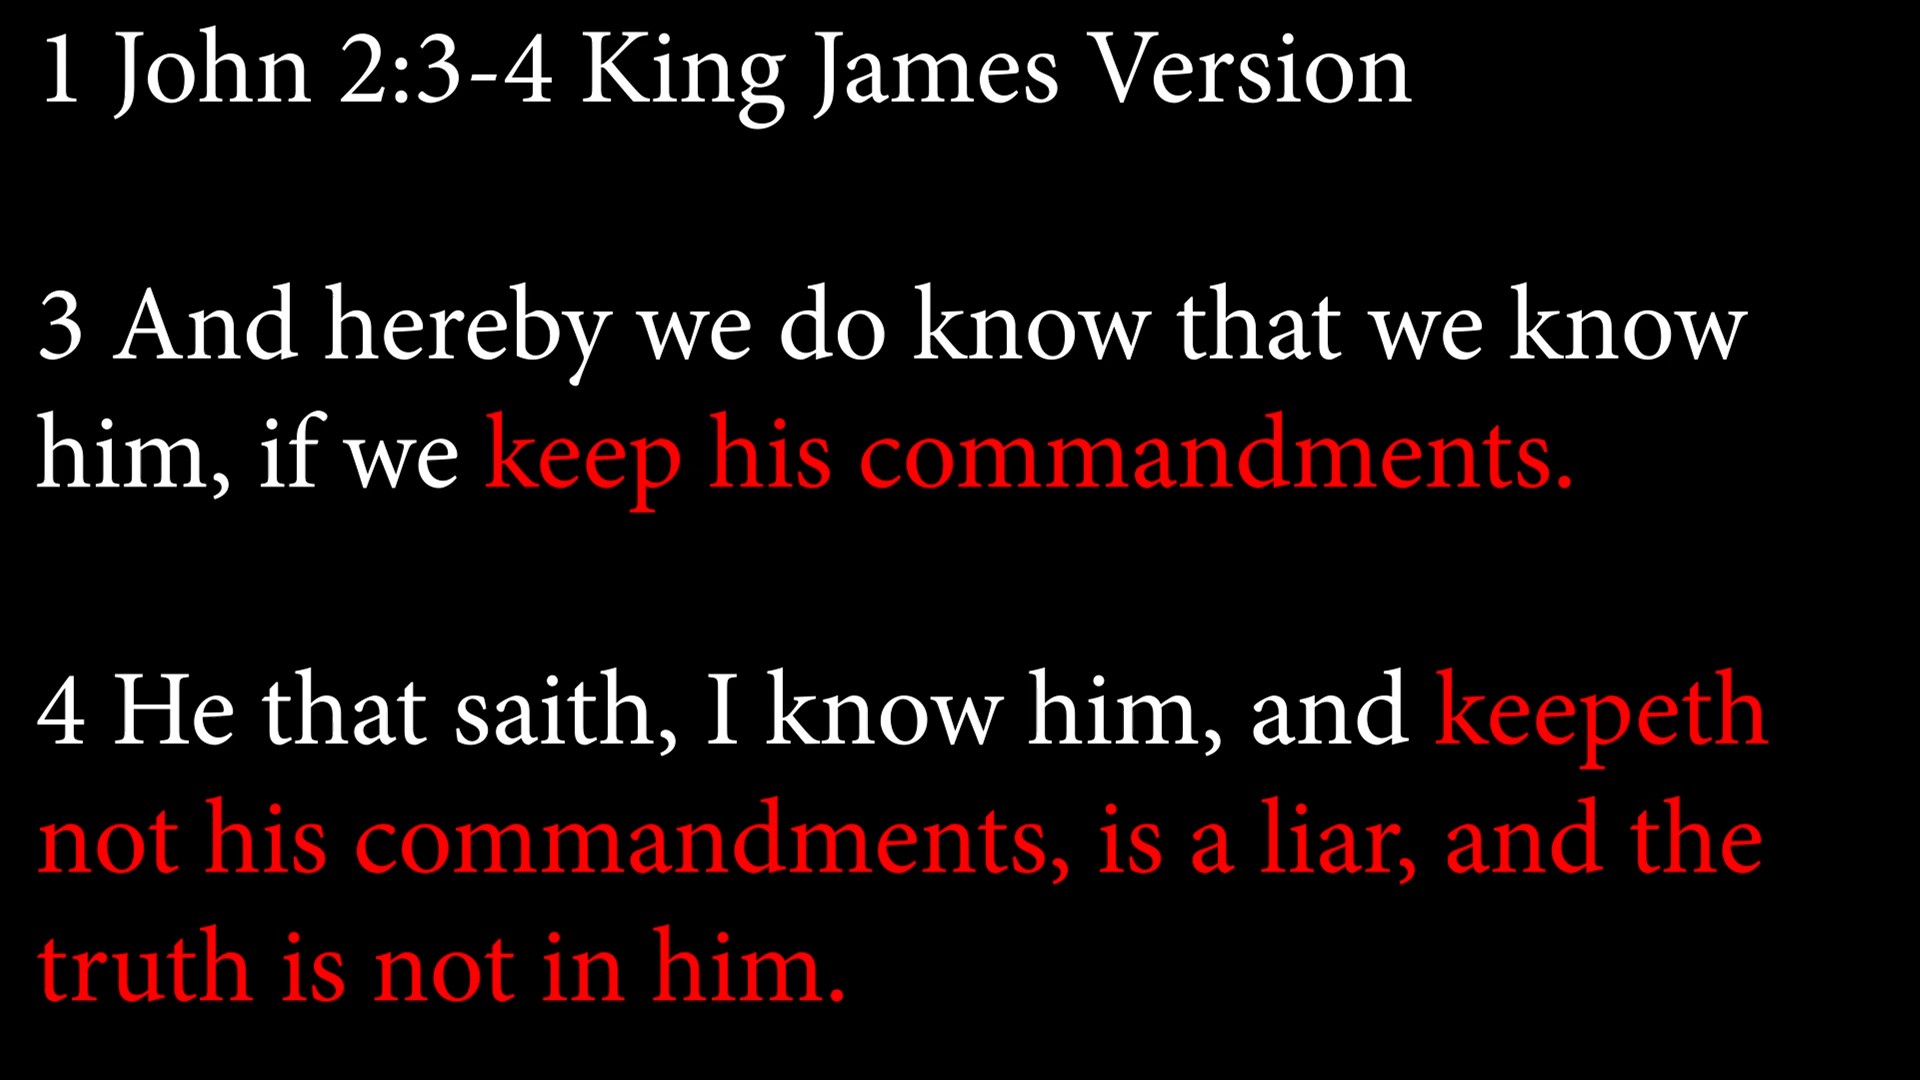 1 John 2:3-4 King James Version
3 And hereby we do know that we know
him, if we keep his commandments.
4 He that saith, I know him, and keepeth
not his commandments, is a liar, and the
truth is not in him.